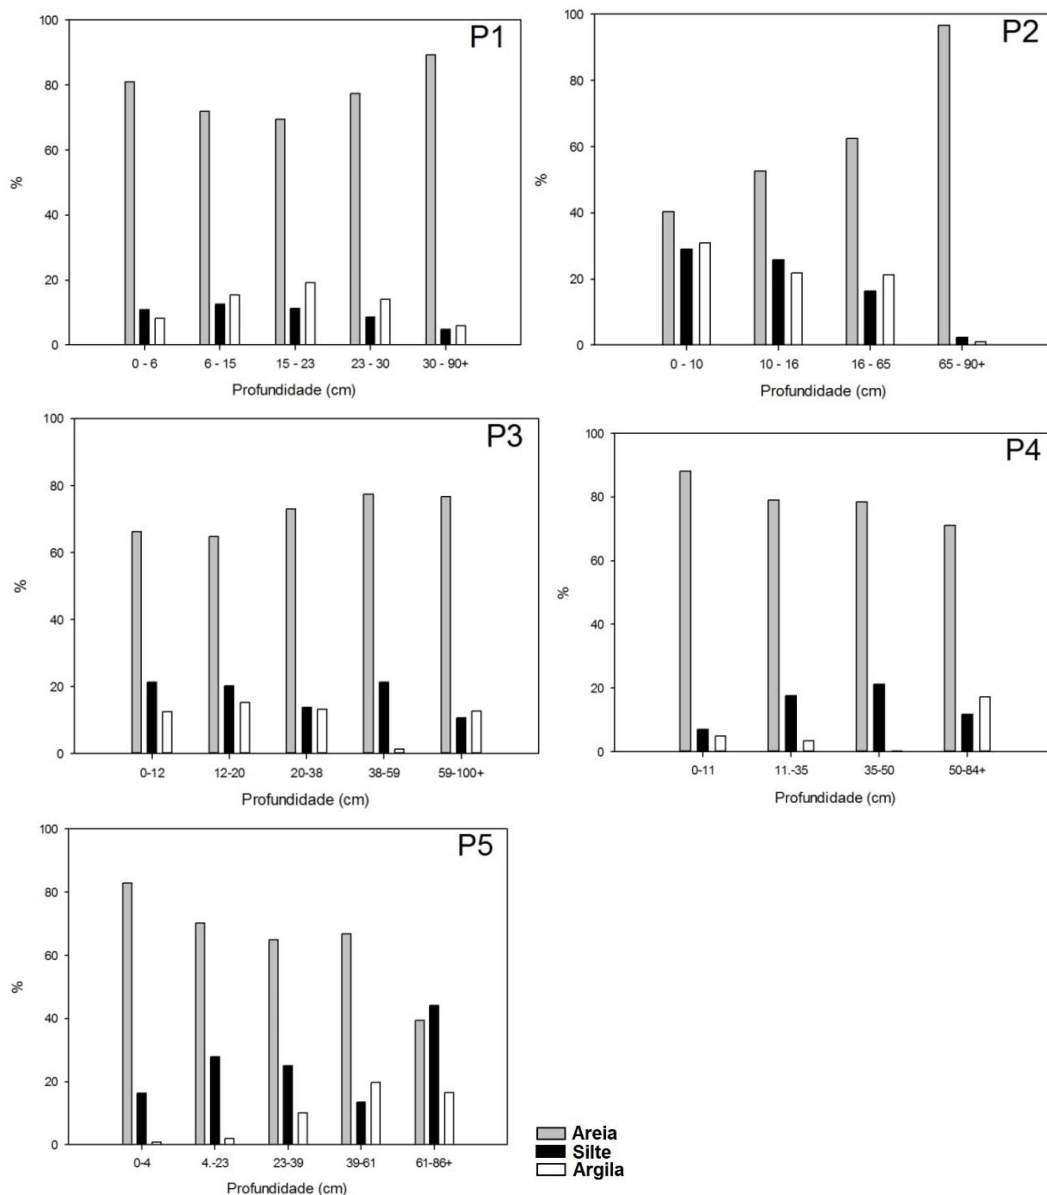 P1
100
80
60
40
20
0
%
0 - 6 6 - 15 15 - 23 23 - 30 30 - 90+
Profundidade (cm)
P2
100
80
60
40
20
0
%
0 - 10 10 - 16 16 - 65 65 - 90+
Profundidade (cm)
P3
100
80
60
40
20
0
%
0-12 12-20 20-38 38-59 59-100+
Profundidade (cm)
P4
100
80
60
40
20
0
%
0-11 11.-35 35-50 50-84+
Profundidade (cm)
P5
100
80
60
40
20
0
%
0-4 4.-23 23-39 39-61 61-86+
Profundidade (cm)
Areia
Silte
Argila